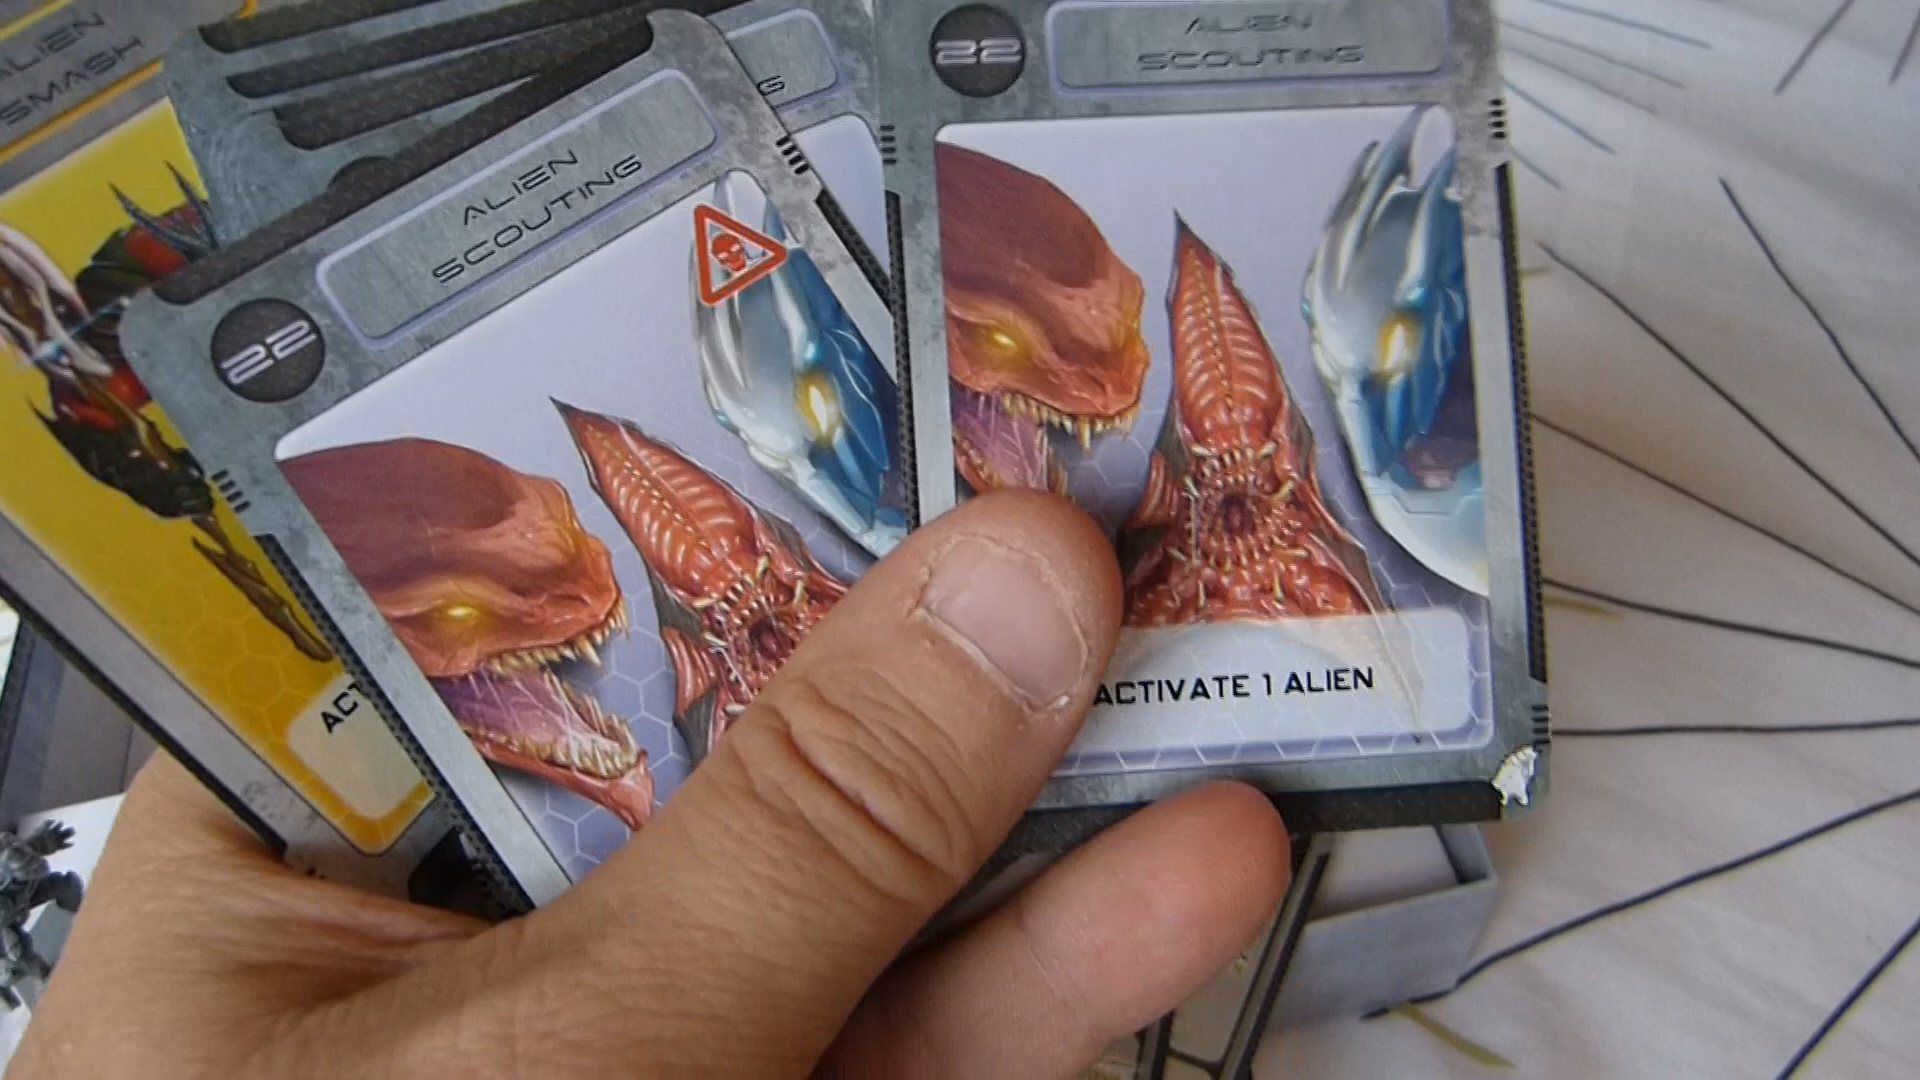 ALIEN
SMASH
ACT
22
ALIEN
SCOUTING
G
22
ALIEN
SCOUTING
ACTIVATE 1 ALIEN